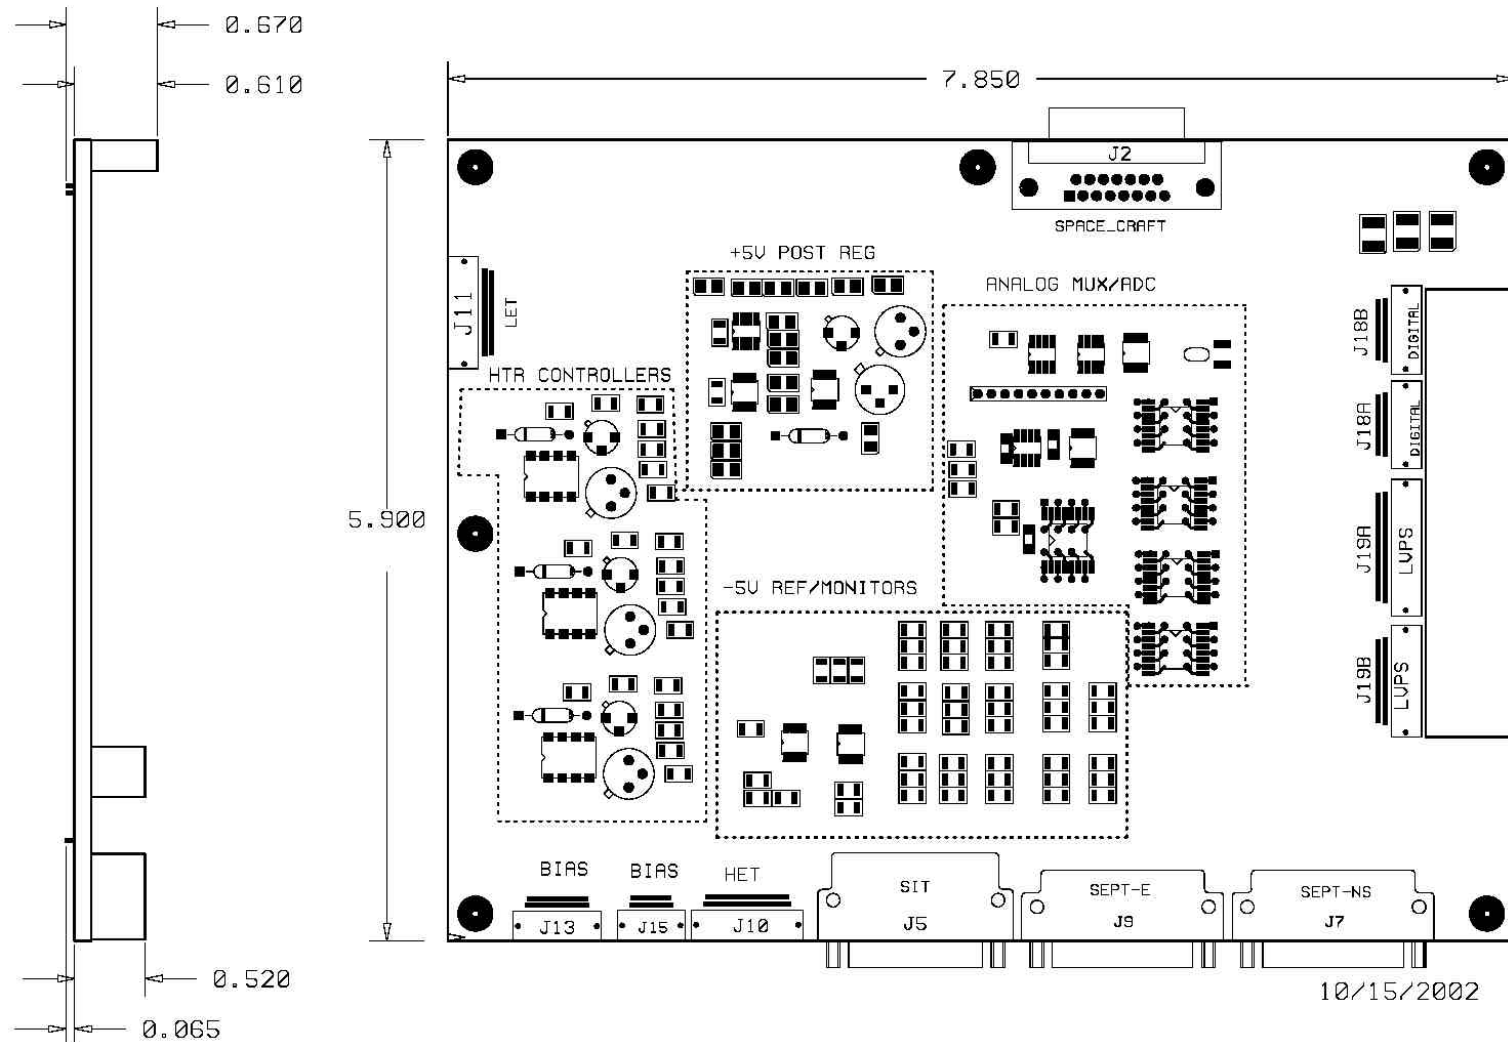 0.670
0.610
7.850
J2
SPACE_CRAFT
+5V POST REG
ANALOG MUX/ADC
J11
LET
HTR CONTROLLERS
J18B
DIGITAL
J18A
DIGITAL
5.900
J19A
LVPS
-5V REF/MONITORS
J19B
LVPS
BIAS
BIAS
HET
SIT
SEPT-E
SEPT-NS
J13
J15
J10
J5
J9
J7
0.520
10/15/2002
0.065